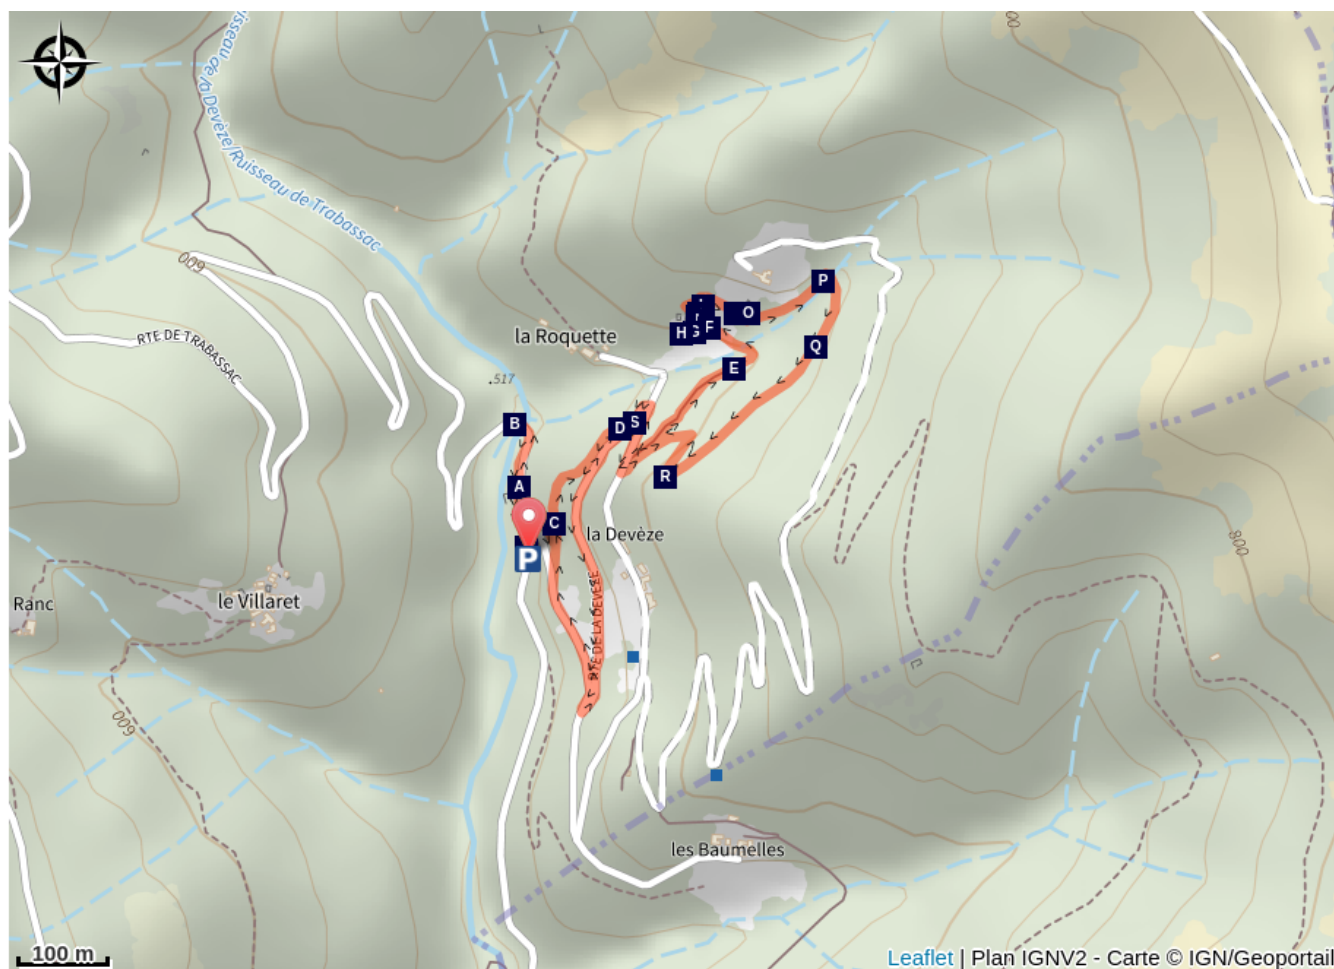 Ruisseau de la Devèze/Ruisseau de Trabassac
600
800
RTE DE TRABASSAC
la Roquette
517
P
O
H
G
F
Q
E
B
D
S
R
A
C
la Devèze
P
RTE DE LA DEVEZE
Ranc
le Villaret
600
les Baumelles
100 m
Leaflet | Plan IGNV2 - Carte © IGN/Geoportail